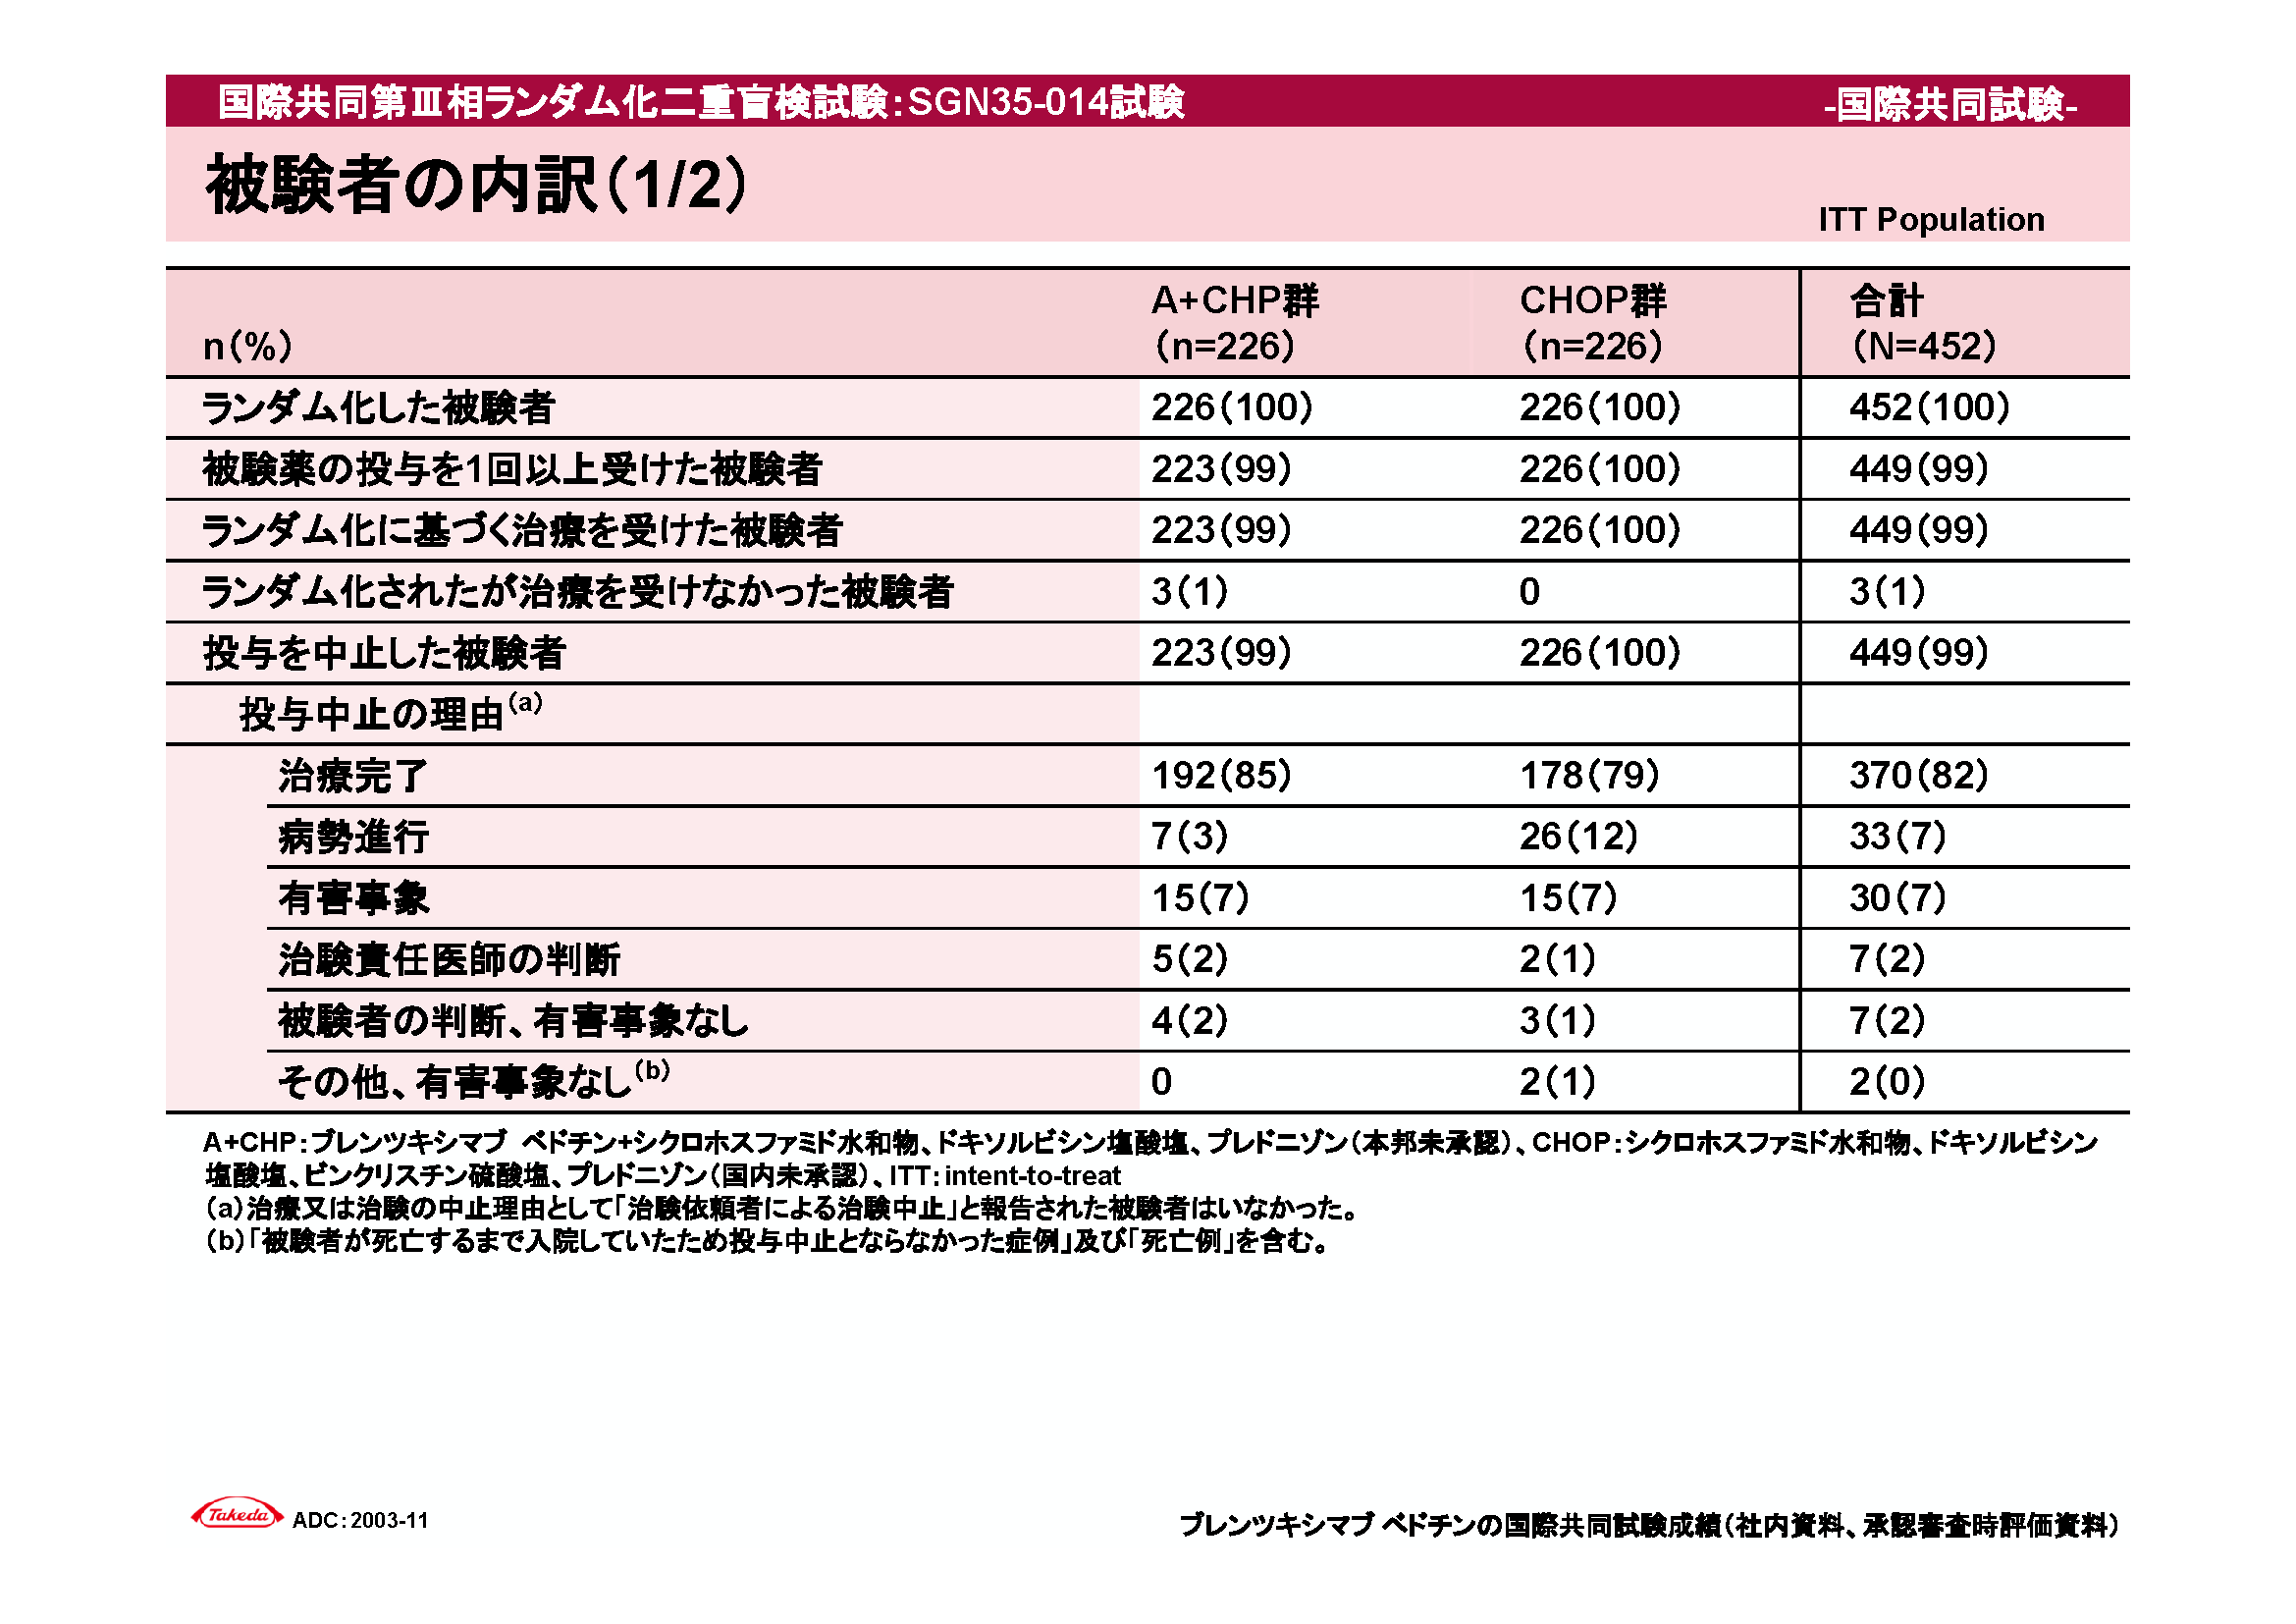 国際共同第Ⅲ相ランダム化二重盲検試験：SGN35-014試験 -国際共同試験-
被験者の内訳（1/2）
ITT Population
A+CHP群 CHOP群 合計
n（%） （n=226） （n=226） （N=452）
ランダム化した被験者 226（100） 226（100） 452（100）
被験薬の投与を1回以上受けた被験者 223（99） 226（100） 449（99）
ランダム化に基づく治療を受けた被験者 223（99） 226（100） 449（99）
ランダム化されたが治療を受けなかった被験者 3（1） 0 3（1）
投与を中止した被験者 223（99） 226（100） 449（99）
投与中止の理由（a）
治療完了 192（85） 178（79） 370（82）
病勢進行 7（3） 26（12） 33（7）
有害事象 15（7） 15（7） 30（7）
治験責任医師の判断 5（2） 2（1） 7（2）
被験者の判断、有害事象なし 4（2） 3（1） 7（2）
その他、有害事象なし（b） 0 2（1） 2（0）
A+CHP：ブレンツキシマブ ベドチン+シクロホスファミド水和物、ドキソルビシン塩酸塩、プレドニゾン（本邦未承認）、CHOP：シクロホスファミド水和物、ドキソルビシン
塩酸塩、ビンクリスチン硫酸塩、プレドニゾン（国内未承認）、ITT：intent-to-treat
（a）治療又は治験の中止理由として「治験依頼者による治験中止」と報告された被験者はいなかった。
（b）「被験者が死亡するまで入院していたため投与中止とならなかった症例」及び「死亡例」を含む。
Takeda ADC：2003-11
ブレンツキシマブ ベドチンの国際共同試験成績（社内資料、承認審査時評価資料）